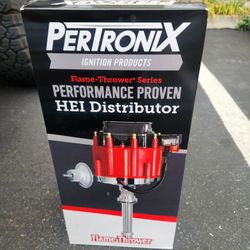 PERTRONIX
IGNITION PRODUCTS
Flame-Thrower® Series
PERFORMANCE PROVEN
HEI Distributor
Flame-Thrower